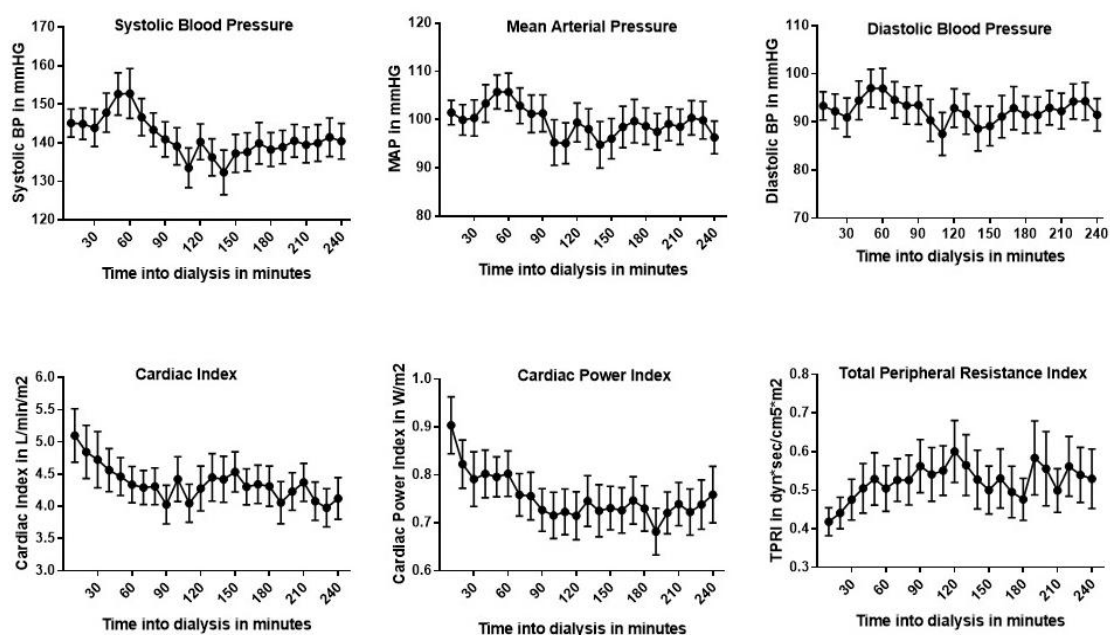 Systolic Blood Pressure
Systolic BP in mmHG
170
160
150
140
130
120
30 60 90 120 150 180 210 240
Time into dialysis in minutes
Mean Arterial Pressure
MAP in mmHG
120
110
100
90
80
30 60 90 120 150 180 210 240
Time into dialysis in minutes
Diastolic Blood Pressure
Diastolic BP in mmHG
110
100
90
80
70
30 60 90 120 150 180 210 240
Time into dialysis in minutes
Cardiac Index
Cardiac Index in L/min/m2
6.0
5.5
5.0
4.5
4.0
3.5
3.0
30 60 90 120 150 180 210 240
Time into dialysis in minutes
Cardiac Power Index
Cardiac Power Index in W/m2
1.0
0.9
0.8
0.7
0.6
30 60 90 120 150 180 210 240
Time into dialysis in minutes
Total Peripheral Resistance Index
TPRI in dyn*sec/cm5*m2
0.8
0.7
0.6
0.5
0.4
0.3
30 60 90 120 150 180 210 240
Time into dialysis in minutes